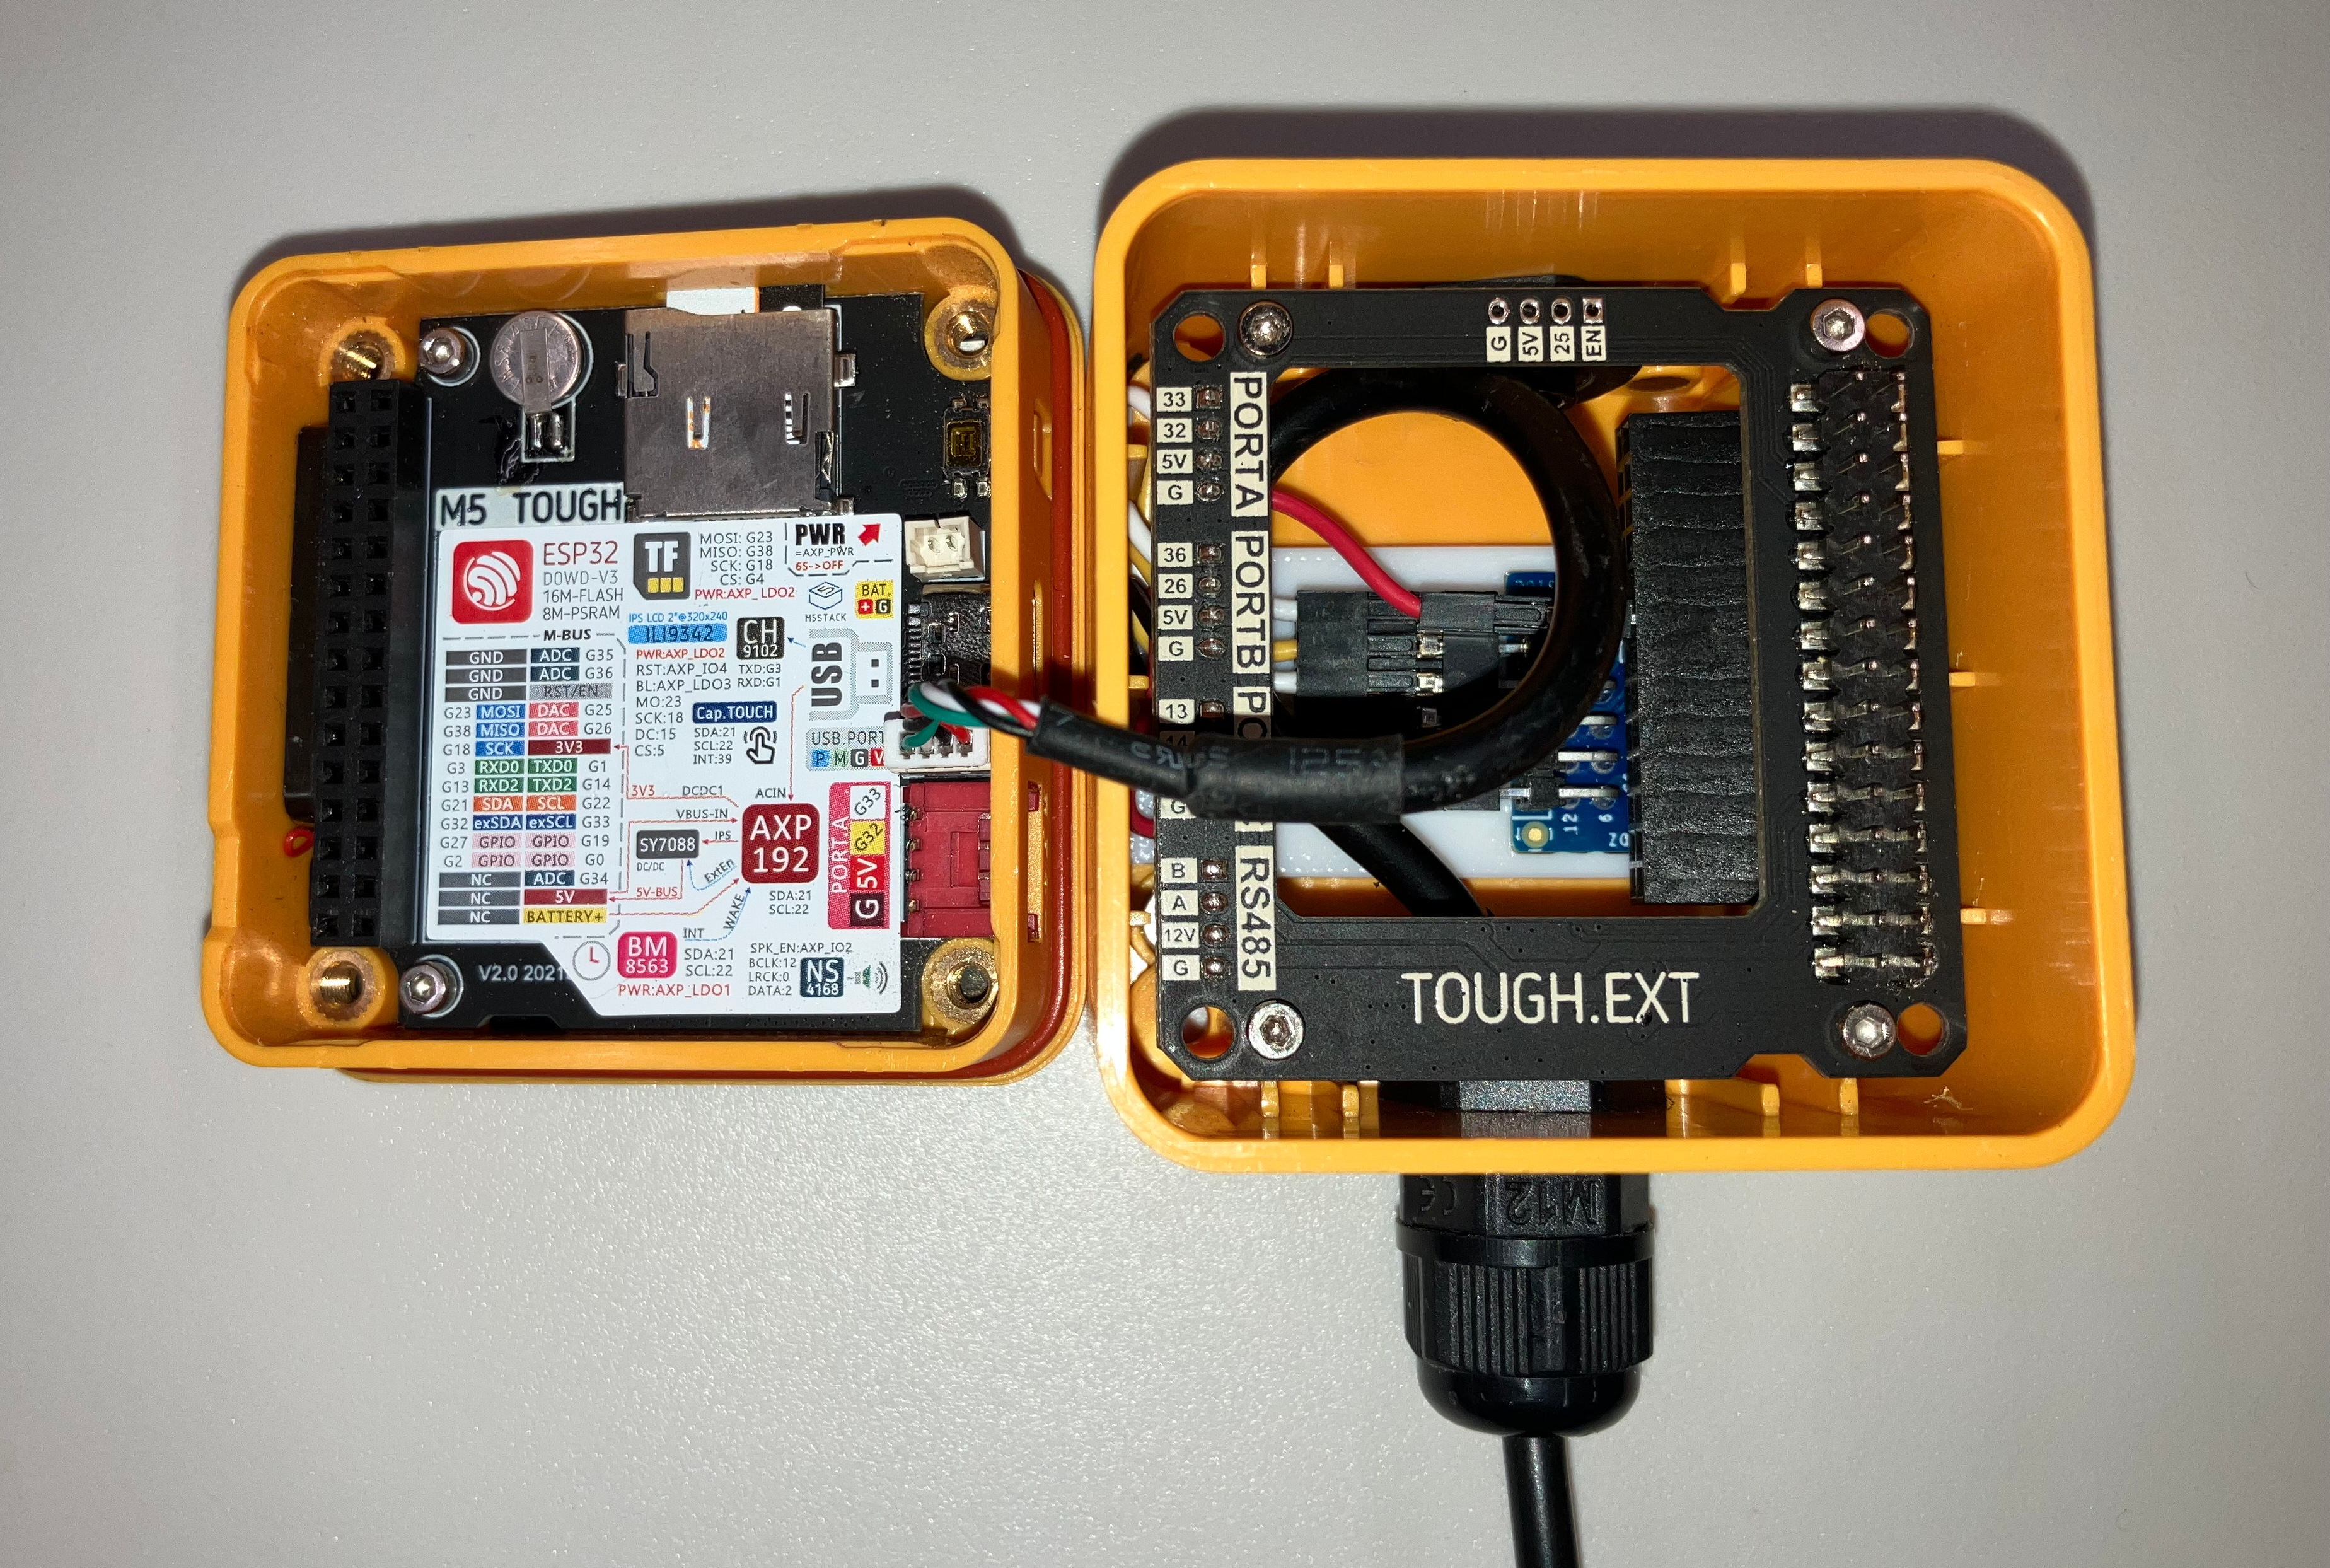 M5 TOUGH
ESP32
D0WD-V3
16M-FLASH
8M-PSRAM
TF
MOSI: G23
MISO: G38
SCK: G18
CS: G4
PWR:AXP_LDO2
PWR
=AXP_PWR
6S->OFF
M5STACK
BAT.
+ G
IPS LCD 2"@320x240
ILI9342
PWR:AXP_LDO2
RST:AXP_IO4
BL:AXP_LDO3
MO:23
SCK:18
DC:15
CS:5
CH
9102
TXD:G3
RXD:G1
USB
Cap.TOUCH
SDA:21
SCL:22
INT:39
USB.PORT
P M G V
M-BUS
GND ADC G35
GND ADC G36
GND RST/EN
G23 MOSI DAC G25
G38 MISO DAC G26
G18 SCK 3V3
G3 RXD0 TXD0 G1
G13 RXD2 TXD2 G14
G21 SDA SCL G22
G32 exSDA exSCL G33
G27 GPIO GPIO G19
G2 GPIO GPIO G0
NC ADC G34
NC 5V
NC BATTERY+
3V3
DCDC1
ACIN
VBUS-IN
AXP
192
SY7088
IPS
DC/DC
ExtEn
5V-BUS
SDA:21
SCL:22
INT
WAKE
PORT.A
G 5V G32 G33
V2.0 2021
BM
8563
SDA:21
SCL:22
PWR:AXP_LDO1
SPK_EN:AXP_IO2
BCLK:12
LRCK:0
DATA:2
NS
4168
G
5V
25
EN
33
32
5V
G
PORTA
36
26
5V
G
PORTB
13
G
B
A
12V
G
RS485
TOUGH.EXT
12
6
M12
CE